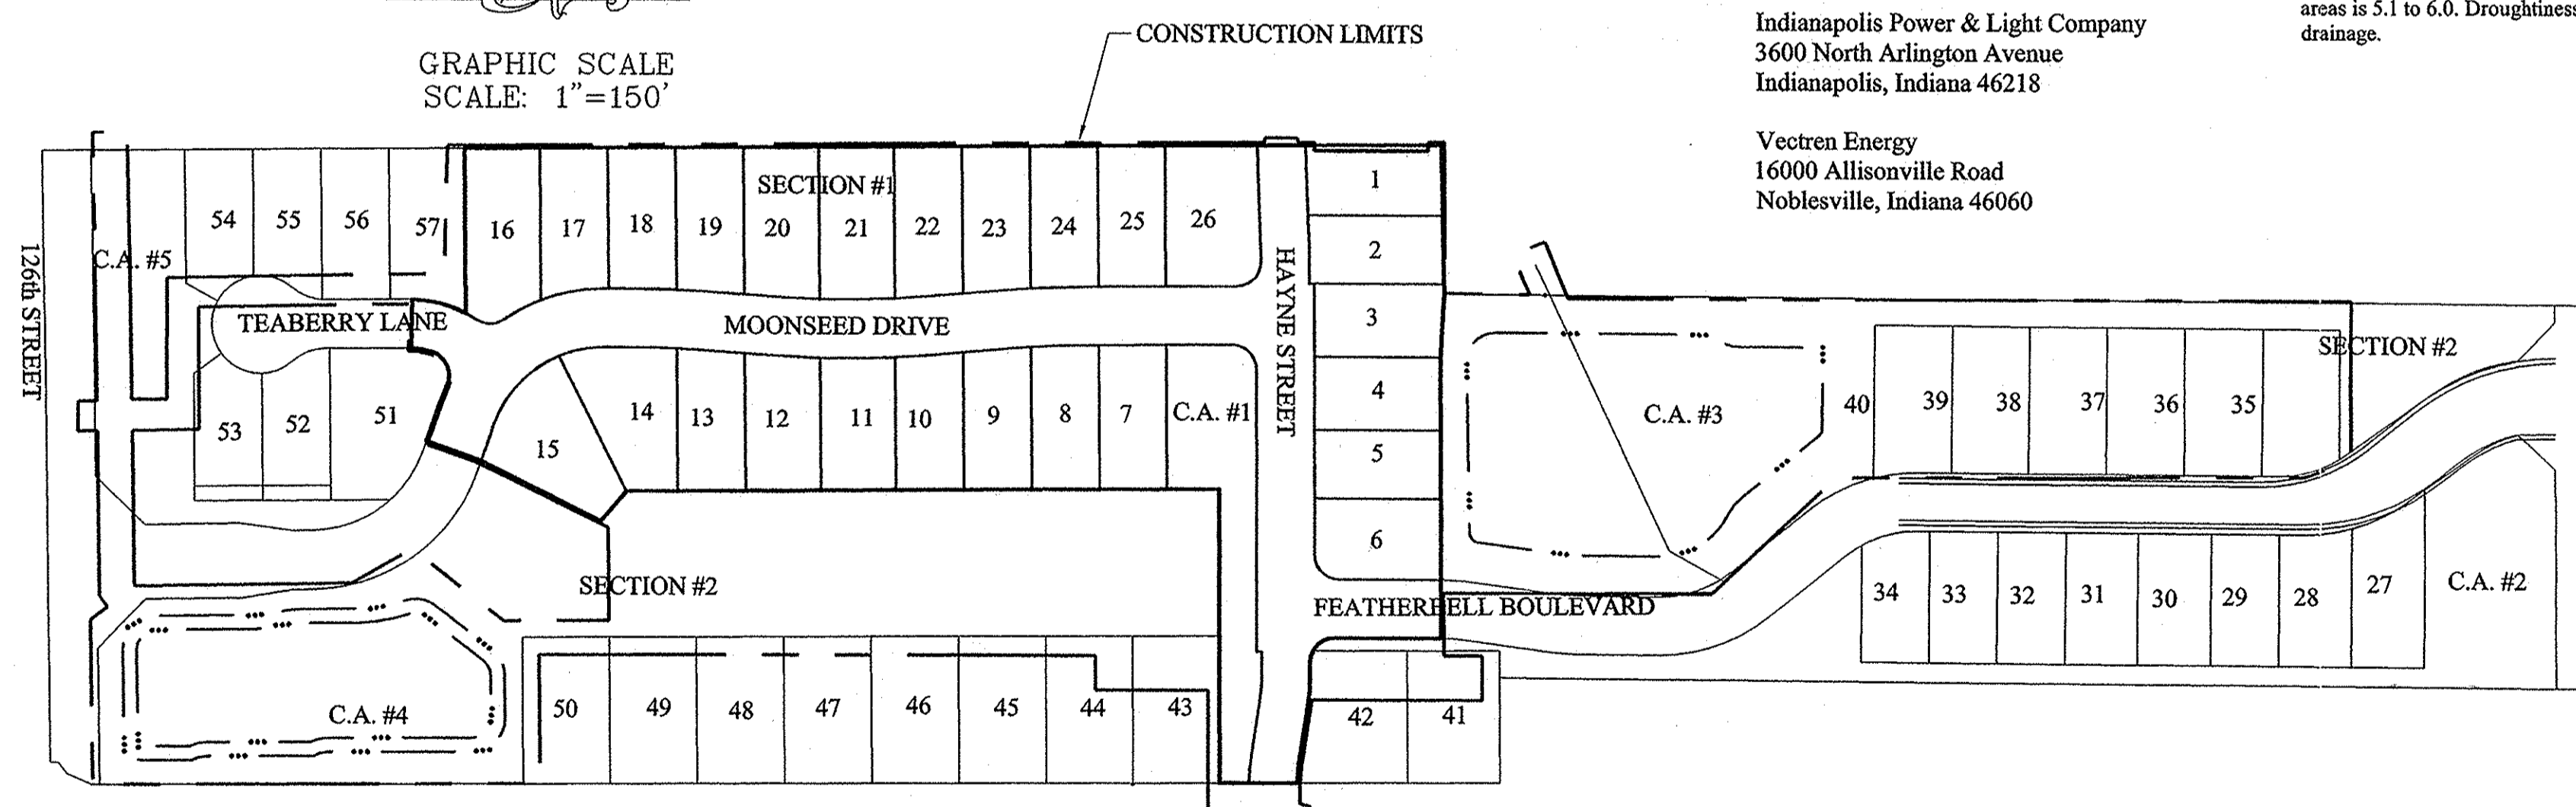 areas is 5.1 to 6.0. Droughtiness
drainage.
Indianapolis Power & Light Company
3600 North Arlington Avenue
Indianapolis, Indiana 46218
Vectren Energy
16000 Allisonville Road
Noblesville, Indiana 46060
GRAPHIC SCALE
SCALE: 1"=150'
CONSTRUCTION LIMITS
SECTION #1
54 55 56 57 16 17 18 19 20 21 22 23 24 25 26
1
2
3
4
5
6
C.A. #5
126th STREET
TEABERRY LANE
MOONSEED DRIVE
HAYNE STREET
53 52 51 15 14 13 12 11 10 9 8 7 C.A. #1
C.A. #3
40 39 38 37 36 35
SECTION #2
SECTION #2
FEATHERBELL BOULEVARD
34 33 32 31 30 29 28 27 C.A. #2
C.A. #4
50 49 48 47 46 45 44 43 42 41